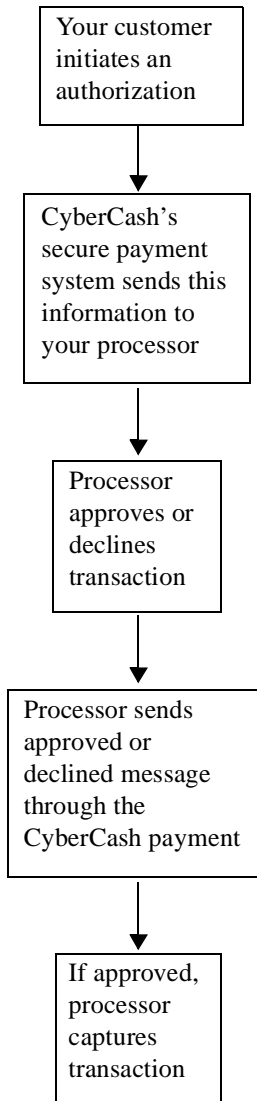 Your customer
initiates an
authorization
CyberCash’s
secure payment
system sends this
information to
your processor
Processor
approves or
declines
transaction
Processor sends
approved or
declined message
through the
CyberCash payment
If approved,
processor
captures
transaction